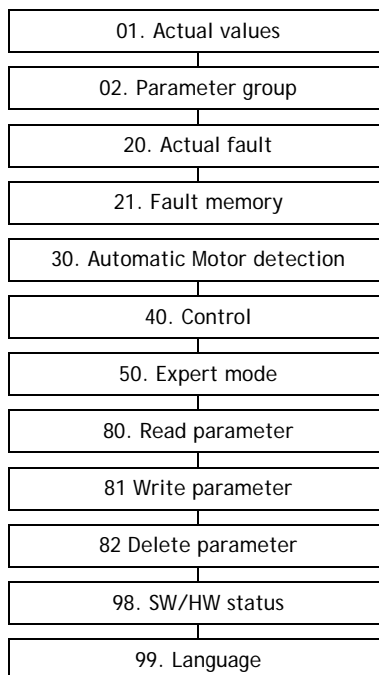 01. Actual values
02. Parameter group
20. Actual fault
21. Fault memory
30. Automatic Motor detection
40. Control
50. Expert mode
80. Read parameter
81 Write parameter
82 Delete parameter
98. SW/HW status
99. Language